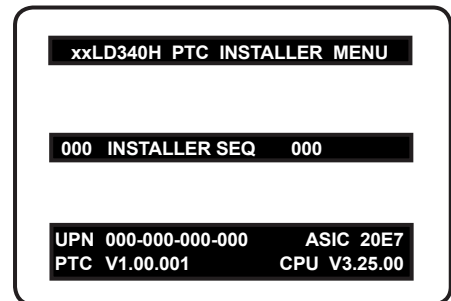 xxLD340H PTC INSTALLER MENU
000 INSTALLER SEQ 000
UPN 000-000-000-000 ASIC 20E7
PTC V1.00.001 CPU V3.25.00